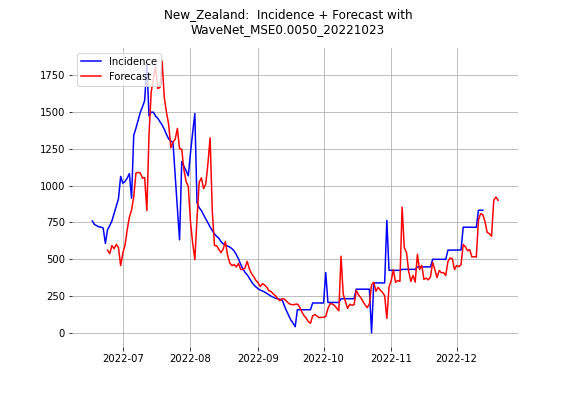 New_Zealand:  Incidence + Forecast with
WaveNet_MSE0.0050_20221023
Incidence
Forecast
1750
1500
1250
1000
750
500
250
0
2022-07 2022-08 2022-09 2022-10 2022-11 2022-12